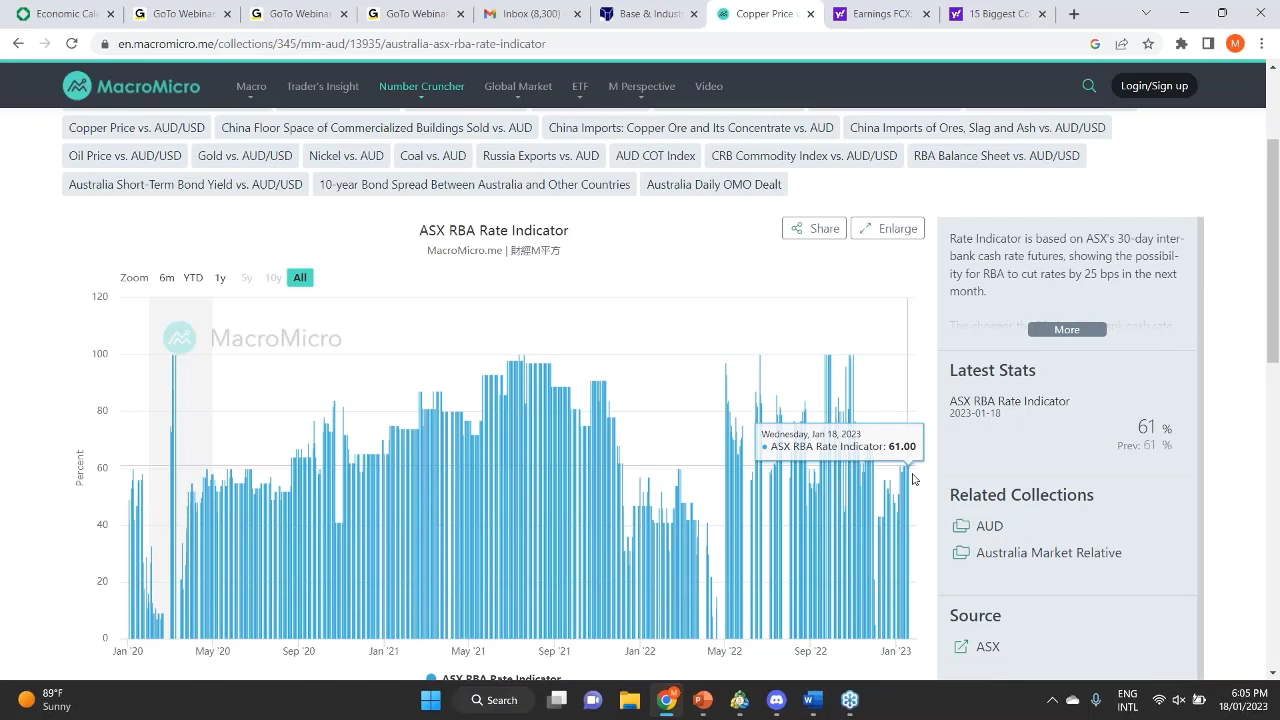 Economic Cal
GoTo Webinar
GoTo Webinar
GoTo Webinar
Inbox (8,300) -
Base & Industr
Copper Price v
Earnings FCX:
15 Biggest Co
en.macromicro.me/collections/345/mm-aud/13935/australia-asx-rba-rate-indicator
M
MacroMicro
Macro
Trader's Insight
Number Cruncher
Global Market
ETF
M Perspective
Video
Login/Sign up
Copper Price vs. AUD/USD
China Floor Space of Commercialized Buildings Sold vs. AUD
China Imports: Copper Ore and Its Concentrate vs. AUD
China Imports of Ores, Slag and Ash vs. AUD/USD
Oil Price vs. AUD/USD
Gold vs. AUD/USD
Nickel vs. AUD
Coal vs. AUD
Russia Exports vs. AUD
AUD COT Index
CRB Commodity Index vs. AUD/USD
RBA Balance Sheet vs. AUD/USD
Australia Short-Term Bond Yield vs. AUD/USD
10-year Bond Spread Between Australia and Other Countries
Australia Daily OMO Dealt
ASX RBA Rate Indicator
MacroMicro.me | 財經M平方
Share
Enlarge
Zoom 6m YTD 1y 5y 10y All
MacroMicro
Percent
120
100
80
60
40
20
0
Jan '20
May '20
Sep '20
Jan '21
May '21
Sep '21
Jan '22
May '22
Sep '22
Jan '23
Wednesday, Jan 18, 2023
ASX RBA Rate Indicator: 61.00
ASX RBA Rate Indicator
Rate Indicator is based on ASX's 30-day inter-
bank cash rate futures, showing the possibil-
ity for RBA to cut rates by 25 bps in the next
month.
More
Latest Stats
ASX RBA Rate Indicator
2023-01-18
61 %
Prev: 61 %
Related Collections
AUD
Australia Market Relative
Source
ASX
89°F
Sunny
Search
ENG
INTL
6:05 PM
18/01/2023